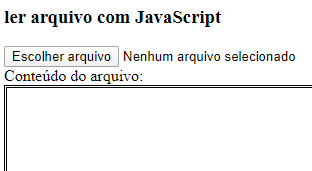 ler arquivo com JavaScript
Escolher arquivo Nenhum arquivo selecionado
Conteúdo do arquivo: